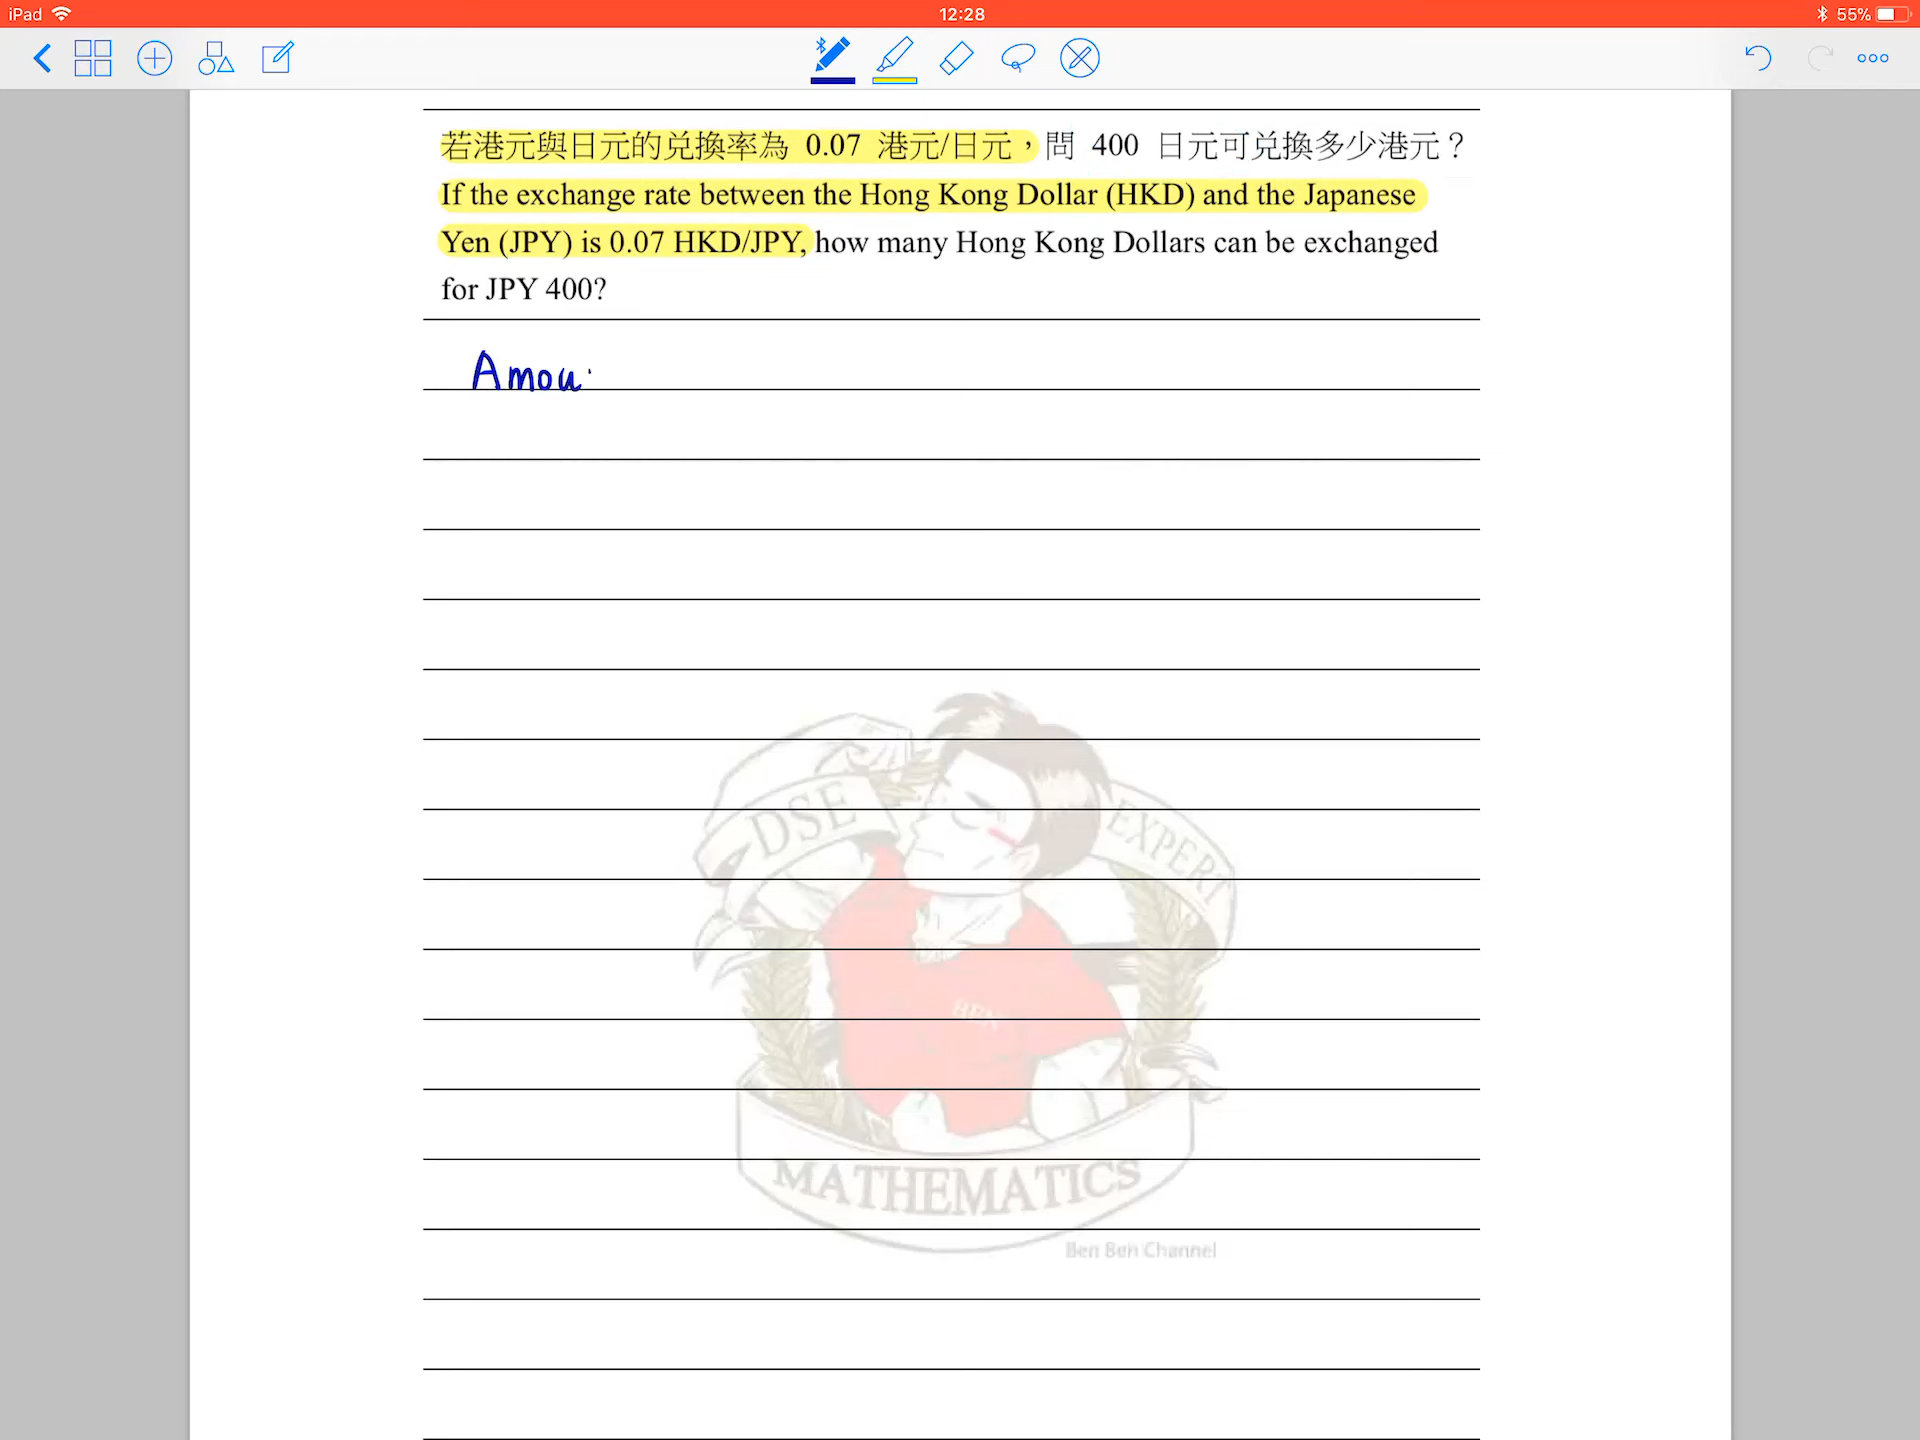 iPad 12:28 55%
若港元與日元的兑換率為 0.07 港元/日元，問 400 日元可兑換多少港元？
If the exchange rate between the Hong Kong Dollar (HKD) and the Japanese
Yen (JPY) is 0.07 HKD/JPY, how many Hong Kong Dollars can be exchanged
for JPY 400?
Amou
DSE EXPERT
BEN
MATHEMATICS
Ben Ben Channel